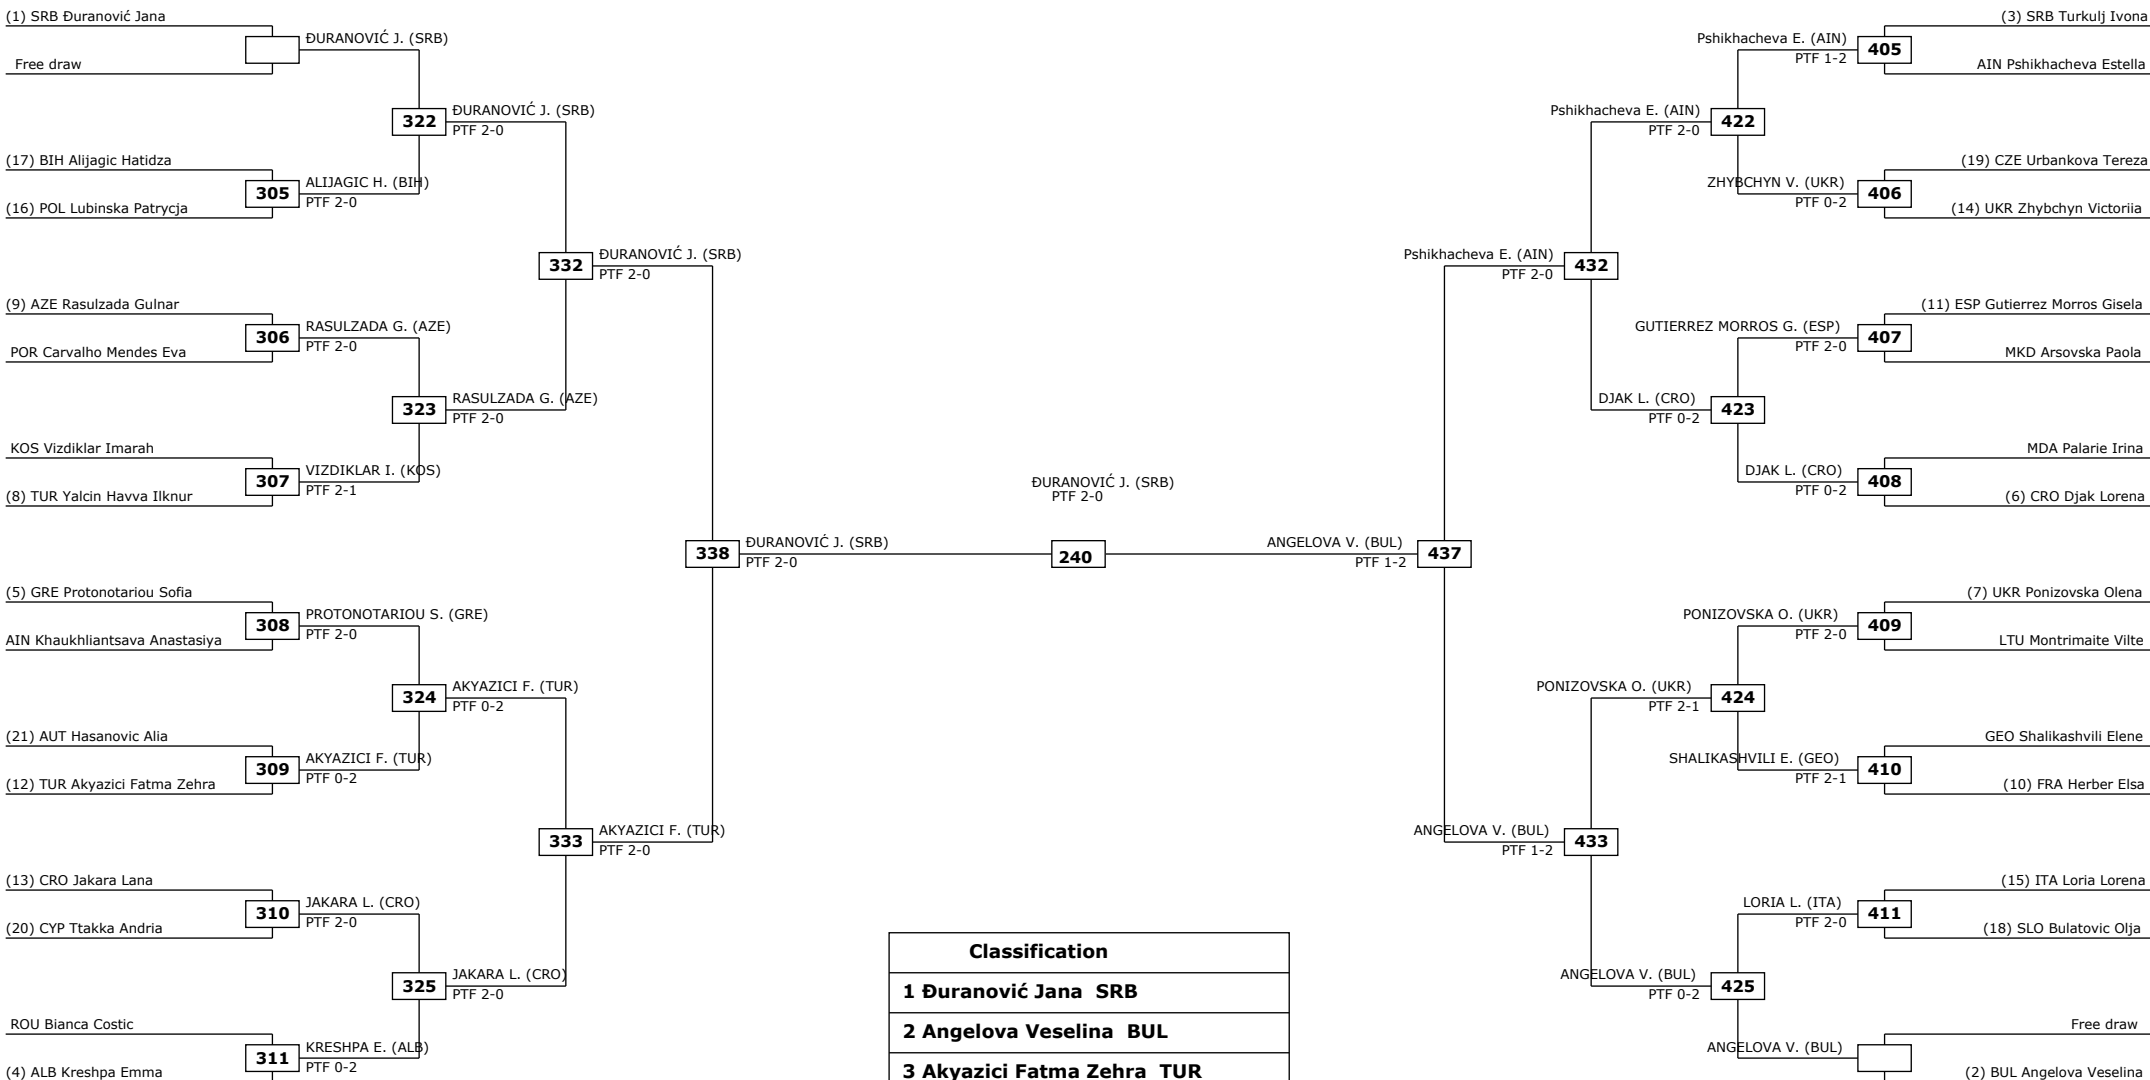 (1) SRB Đuranović Jana
ĐURANOVIĆ J. (SRB)
Free draw
322
ĐURANOVIĆ J. (SRB)
PTF 2-0
(17) BIH Alijagic Hatidza
305
ALIJAGIC H. (BIH)
PTF 2-0
(16) POL Lubinska Patrycja
332
ĐURANOVIĆ J. (SRB)
PTF 2-0
(9) AZE Rasulzada Gulnar
306
RASULZADA G. (AZE)
PTF 2-0
POR Carvalho Mendes Eva
323
RASULZADA G. (AZE)
PTF 2-0
KOS Vizdiklar Imarah
307
VIZDIKLAR I. (KOS)
PTF 2-1
(8) TUR Yalcin Havva Ilknur
338
ĐURANOVIĆ J. (SRB)
PTF 2-0
(5) GRE Protonotariou Sofia
308
PROTONOTARIOU S. (GRE)
PTF 2-0
AIN Khaukhliantsava Anastasiya
324
AKYAZICI F. (TUR)
PTF 0-2
(21) AUT Hasanovic Alia
309
AKYAZICI F. (TUR)
PTF 0-2
(12) TUR Akyazici Fatma Zehra
333
AKYAZICI F. (TUR)
PTF 2-0
(13) CRO Jakara Lana
310
JAKARA L. (CRO)
PTF 2-0
(20) CYP Ttakka Andria
325
JAKARA L. (CRO)
PTF 2-0
ROU Bianca Costic
311
KRESHPA E. (ALB)
PTF 0-2
(4) ALB Kreshpa Emma
ĐURANOVIĆ J. (SRB)
PTF 2-0
240
(3) SRB Turkulj Ivona
Pshikhacheva E. (AIN)
PTF 1-2
405
AIN Pshikhacheva Estella
Pshikhacheva E. (AIN)
PTF 2-0
422
(19) CZE Urbankova Tereza
ZHYBCHYN V. (UKR)
PTF 0-2
406
(14) UKR Zhybchyn Victoriia
Pshikhacheva E. (AIN)
PTF 2-0
432
(11) ESP Gutierrez Morros Gisela
GUTIERREZ MORROS G. (ESP)
PTF 2-0
407
MKD Arsovska Paola
DJAK L. (CRO)
PTF 0-2
423
MDA Palarie Irina
DJAK L. (CRO)
PTF 0-2
408
(6) CRO Djak Lorena
ANGELOVA V. (BUL)
PTF 1-2
437
(7) UKR Ponizovska Olena
PONIZOVSKA O. (UKR)
PTF 2-0
409
LTU Montrimaite Vilte
PONIZOVSKA O. (UKR)
PTF 2-1
424
GEO Shalikashvili Elene
SHALIKASHVILI E. (GEO)
PTF 2-1
410
(10) FRA Herber Elsa
ANGELOVA V. (BUL)
PTF 1-2
433
(15) ITA Loria Lorena
LORIA L. (ITA)
PTF 2-0
411
(18) SLO Bulatovic Olja
ANGELOVA V. (BUL)
PTF 0-2
425
Free draw
ANGELOVA V. (BUL)
(2) BUL Angelova Veselina
Classification
1 Đuranović Jana SRB
2 Angelova Veselina BUL
3 Akyazici Fatma Zehra TUR